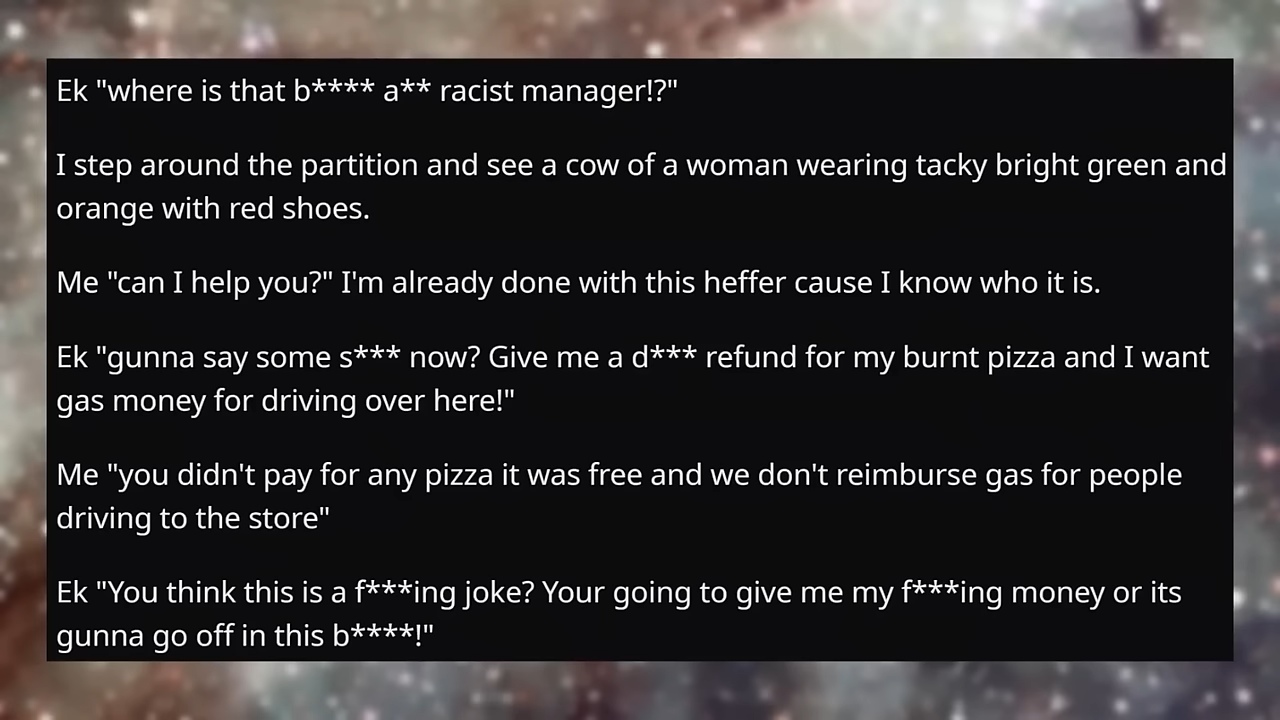 Ek "where is that b**** a** racist manager!?"
I step around the partition and see a cow of a woman wearing tacky bright green and
orange with red shoes.
Me "can I help you?" I'm already done with this heffer cause I know who it is.
Ek "gunna say some s*** now? Give me a d*** refund for my burnt pizza and I want
gas money for driving over here!"
Me "you didn't pay for any pizza it was free and we don't reimburse gas for people
driving to the store"
Ek "You think this is a f***ing joke? Your going to give me my f***ing money or its
gunna go off in this b****!"